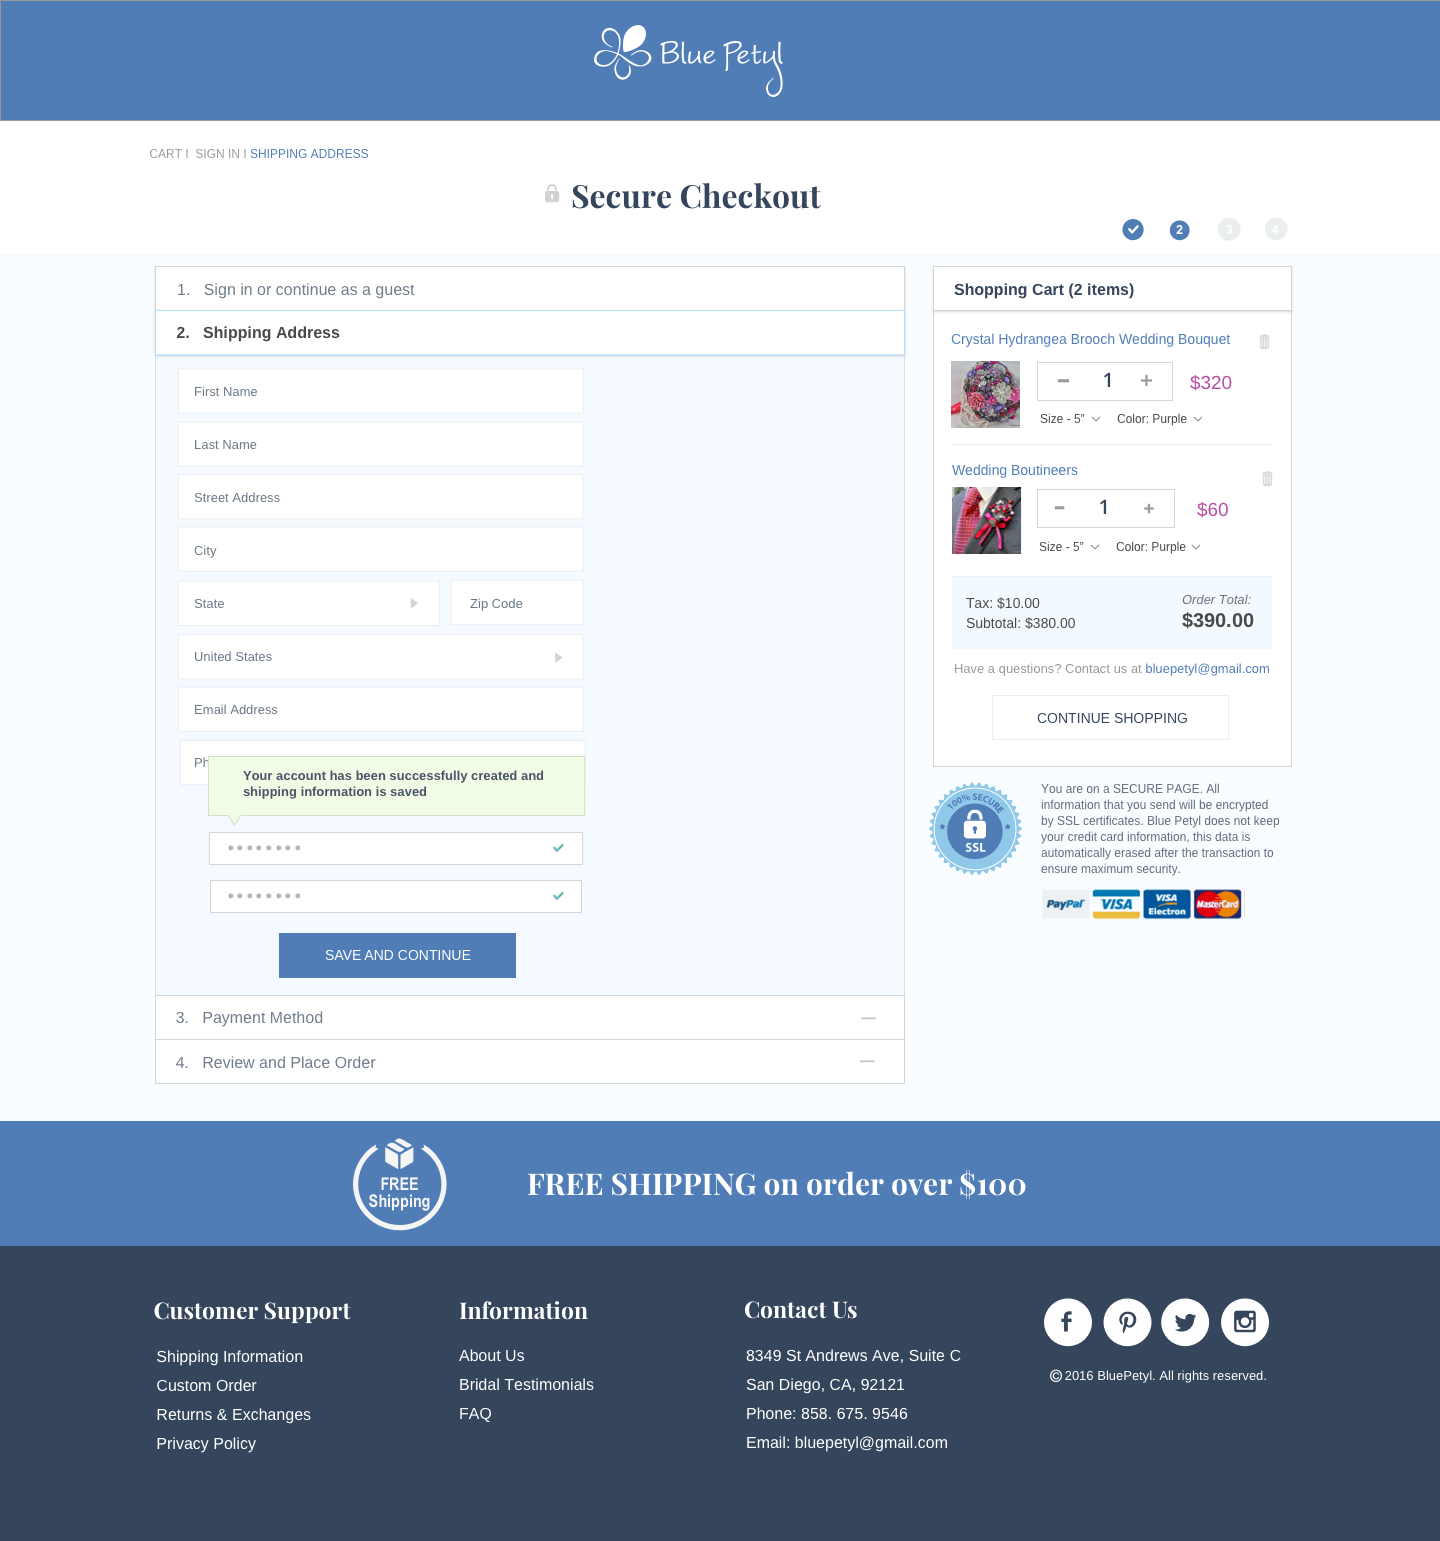 Blue Petyl
CART I  SIGN IN I SHIPPING ADDRESS
Secure Checkout
2 3 4
1. Sign in or continue as a guest
2. Shipping Address
First Name
Last Name
Street Address
City
State
Zip Code
United States
Email Address
Ph
Your account has been successfully created and
shipping information is saved
SAVE AND CONTINUE
3. Payment Method
4. Review and Place Order
Shopping Cart (2 items)
Crystal Hydrangea Brooch Wedding Bouquet
1
$320
Size - 5” Color: Purple
Wedding Boutineers
1
$60
Size - 5” Color: Purple
Tax: $10.00
Subtotal: $380.00
Order Total:
$390.00
Have a questions? Contact us at bluepetyl@gmail.com
CONTINUE SHOPPING
100% SECURE
SSL
You are on a SECURE PAGE. All
information that you send will be encrypted
by SSL certificates. Blue Petyl does not keep
your credit card information, this data is
automatically erased after the transaction to
ensure maximum security.
PayPal VISA VISA Electron MasterCard
FREE
Shipping
FREE SHIPPING on order over $100
Customer Support
Shipping Information
Custom Order
Returns & Exchanges
Privacy Policy
Information
About Us
Bridal Testimonials
FAQ
Contact Us
8349 St Andrews Ave, Suite C
San Diego, CA, 92121
Phone: 858. 675. 9546
Email: bluepetyl@gmail.com
© 2016 BluePetyl. All rights reserved.